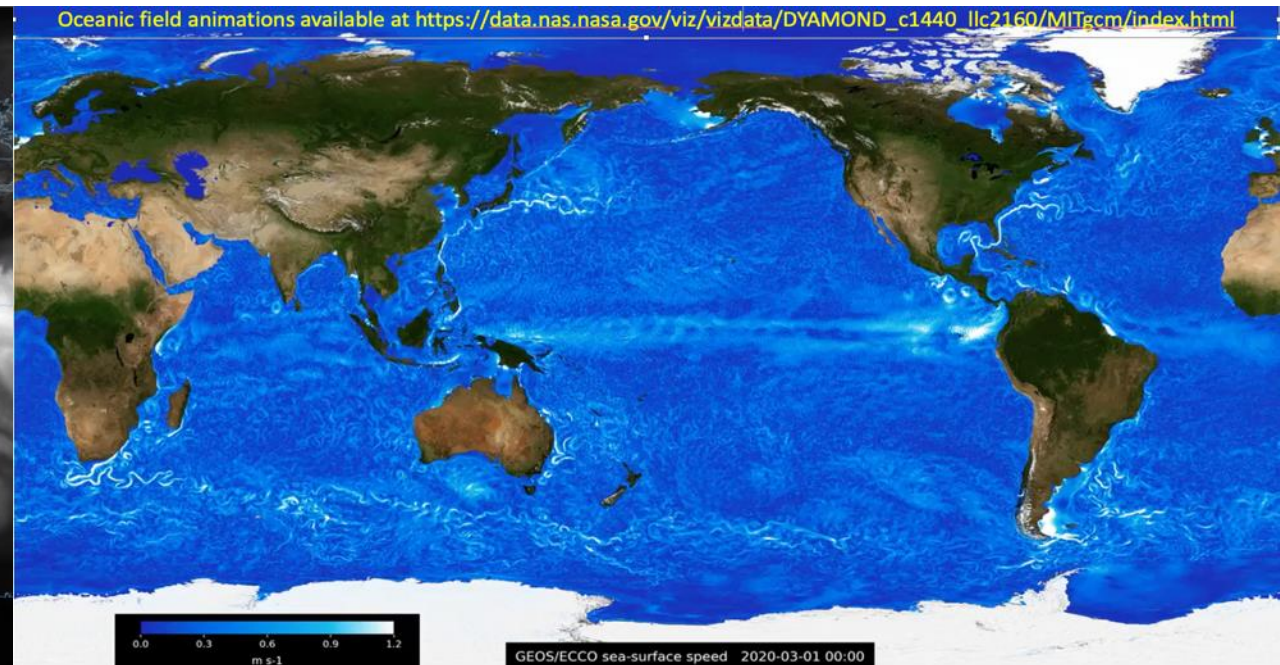 Oceanic field animations available at https://data.nas.nasa.gov/viz/vizdata/DYAMOND_c1440_llc2160/MITgcm/index.html
0.0 0.3 0.6 0.9 1.2
m s-1
GEOS/ECCO sea-surface speed 2020-03-01 00:00